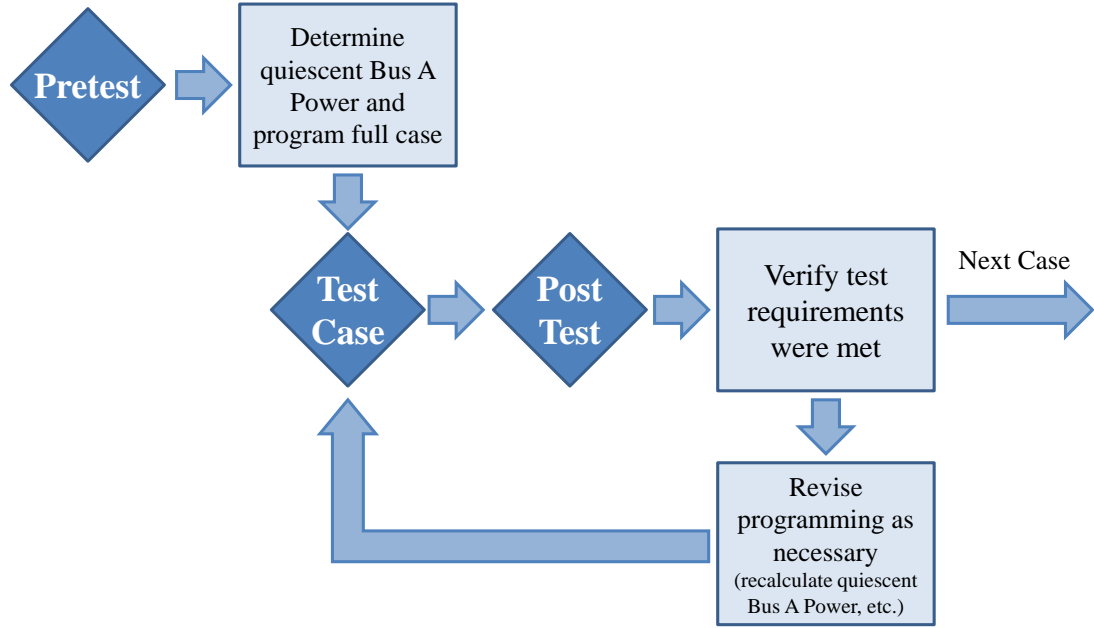 Pretest
Determine
quiescent Bus A
Power and
program full case
Test
Case
Post
Test
Verify test
requirements
were met
Next Case
Revise
programming as
necessary
(recalculate quiescent
Bus A Power, etc.)